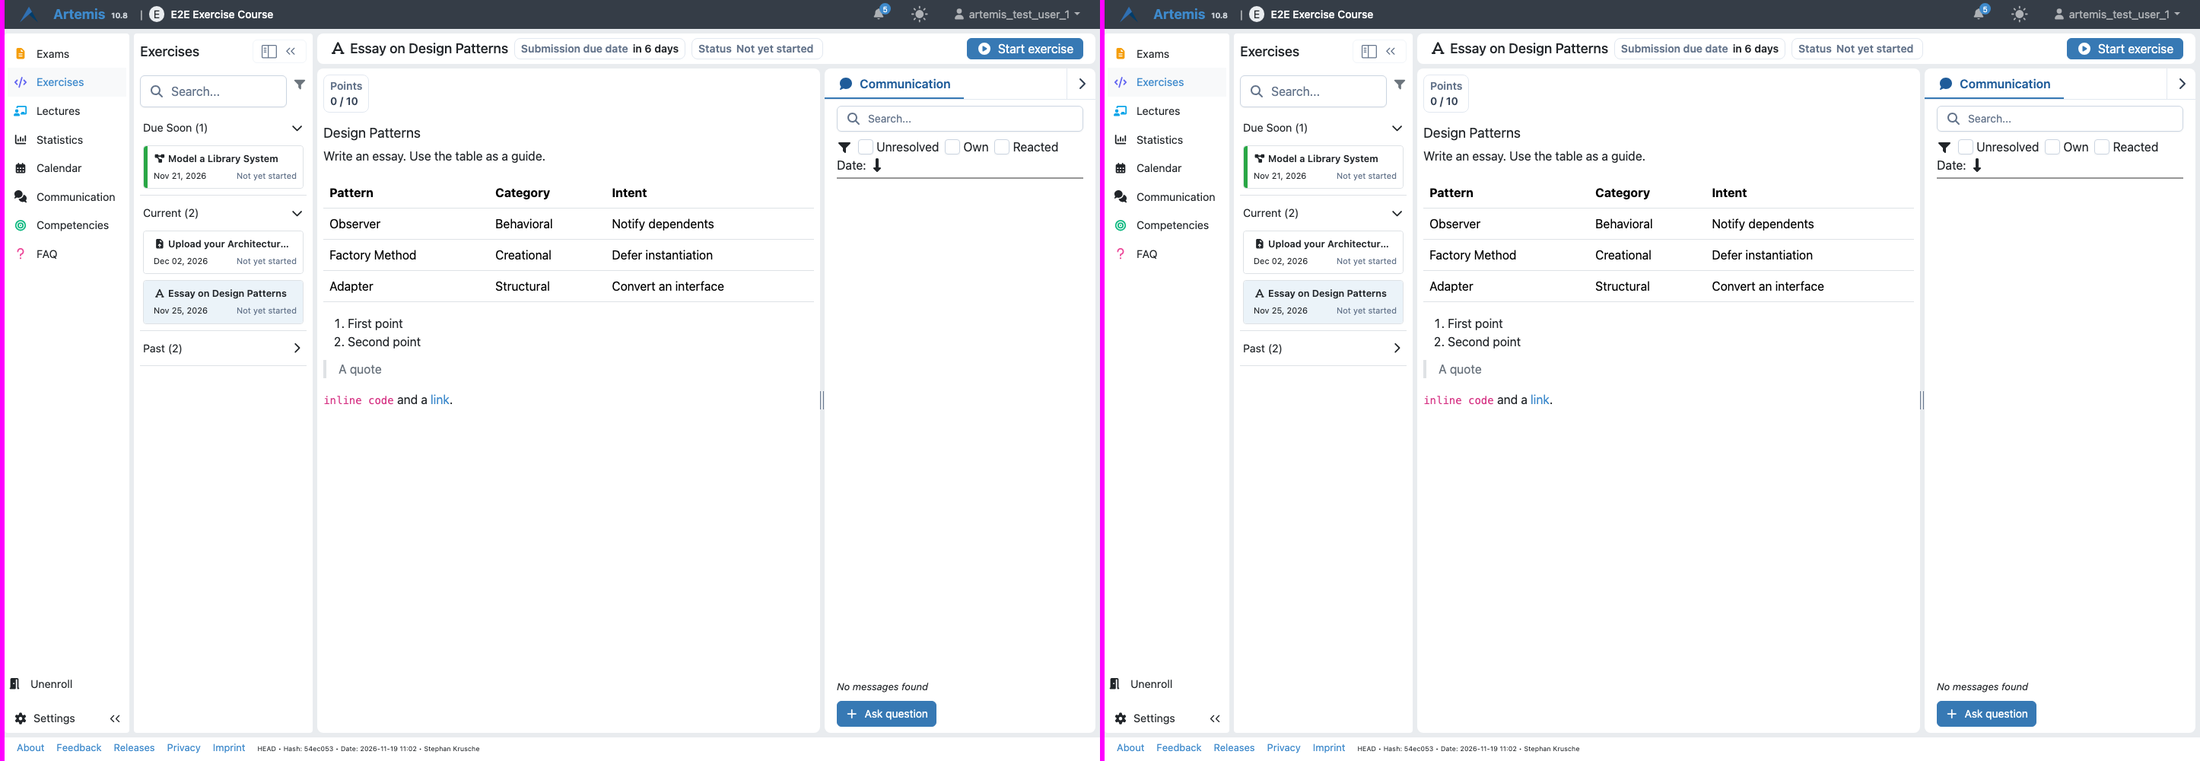 Artemis 10.8 | E E2E Exercise Course 5 artemis_test_user_1
Exams
Exercises
Lectures
Statistics
Calendar
Communication
Competencies
FAQ
Unenroll
Settings
Exercises
Search...
Due Soon (1)
Model a Library System
Nov 21, 2026 Not yet started
Current (2)
Upload your Architectur...
Dec 02, 2026 Not yet started
Essay on Design Patterns
Nov 25, 2026 Not yet started
Past (2)
Essay on Design Patterns Submission due date in 6 days Status Not yet started Start exercise
Points
0 / 10
Design Patterns
Write an essay. Use the table as a guide.
Pattern Category Intent
Observer Behavioral Notify dependents
Factory Method Creational Defer instantiation
Adapter Structural Convert an interface
1. First point
2. Second point
A quote
inline code and a link.
Communication
Search...
Unresolved Own Reacted
Date:
No messages found
+ Ask question
About Feedback Releases Privacy Imprint HEAD • Hash: 54ec053 • Date: 2026-11-19 11:02 • Stephan Krusche
Artemis 10.8 | E E2E Exercise Course 5 artemis_test_user_1
Exams
Exercises
Lectures
Statistics
Calendar
Communication
Competencies
FAQ
Unenroll
Settings
Exercises
Search...
Due Soon (1)
Model a Library System
Nov 21, 2026 Not yet started
Current (2)
Upload your Architectur...
Dec 02, 2026 Not yet started
Essay on Design Patterns
Nov 25, 2026 Not yet started
Past (2)
Essay on Design Patterns Submission due date in 6 days Status Not yet started Start exercise
Points
0 / 10
Design Patterns
Write an essay. Use the table as a guide.
Pattern Category Intent
Observer Behavioral Notify dependents
Factory Method Creational Defer instantiation
Adapter Structural Convert an interface
1. First point
2. Second point
A quote
inline code and a link.
Communication
Search...
Unresolved Own Reacted
Date:
No messages found
+ Ask question
About Feedback Releases Privacy Imprint HEAD • Hash: 54ec053 • Date: 2026-11-19 11:02 • Stephan Krusche